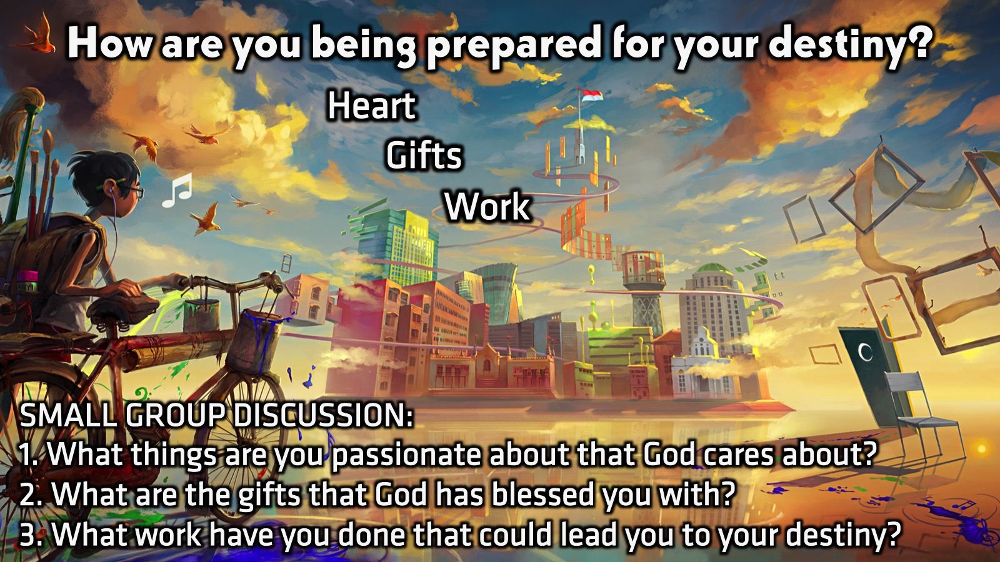 How are you being prepared for your destiny?
Heart
Gifts
Work
SMALL GROUP DISCUSSION:
1. What things are you passionate about that God cares about?
2. What are the gifts that God has blessed you with?
3. What work have you done that could lead you to your destiny?